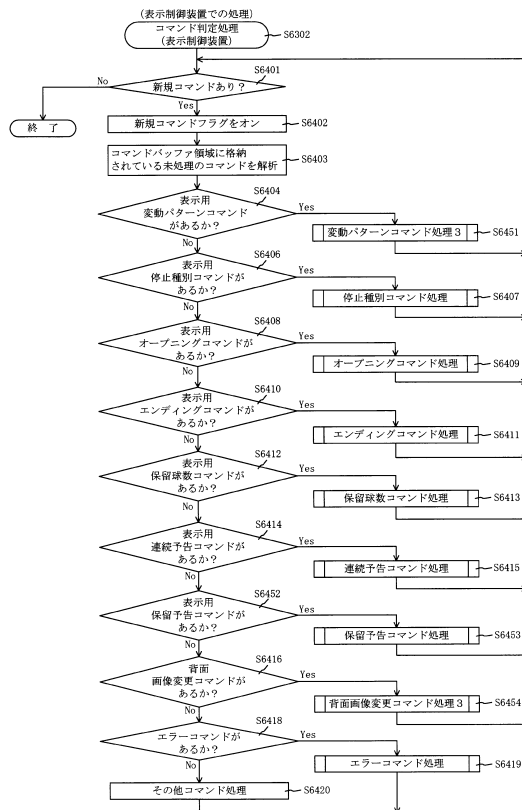 (表示制御装置での処理)
コマンド判定処理
(表示制御装置)
S6302
S6401
新規コマンドあり？
No
Yes
終 了
新規コマンドフラグをオン
S6402
コマンドバッファ領域に格納
されている未処理のコマンドを解析
S6403
S6404
表示用
変動パターンコマンド
があるか？
Yes
No
変動パターンコマンド処理3
S6451
S6406
表示用
停止種別コマンドが
あるか？
Yes
No
停止種別コマンド処理
S6407
S6408
表示用
オープニングコマンドが
あるか？
Yes
No
オープニングコマンド処理
S6409
S6410
表示用
エンディングコマンドが
あるか？
Yes
No
エンディングコマンド処理
S6411
S6412
表示用
保留球数コマンドが
あるか？
Yes
No
保留球数コマンド処理
S6413
S6414
表示用
連続予告コマンドが
あるか？
Yes
No
連続予告コマンド処理
S6415
S6452
表示用
保留予告コマンドが
あるか？
Yes
No
保留予告コマンド処理
S6453
S6416
背面
画像変更コマンドが
あるか？
Yes
No
背面画像変更コマンド処理3
S6454
S6418
エラーコマンドが
あるか？
Yes
No
エラーコマンド処理
S6419
その他コマンド処理
S6420